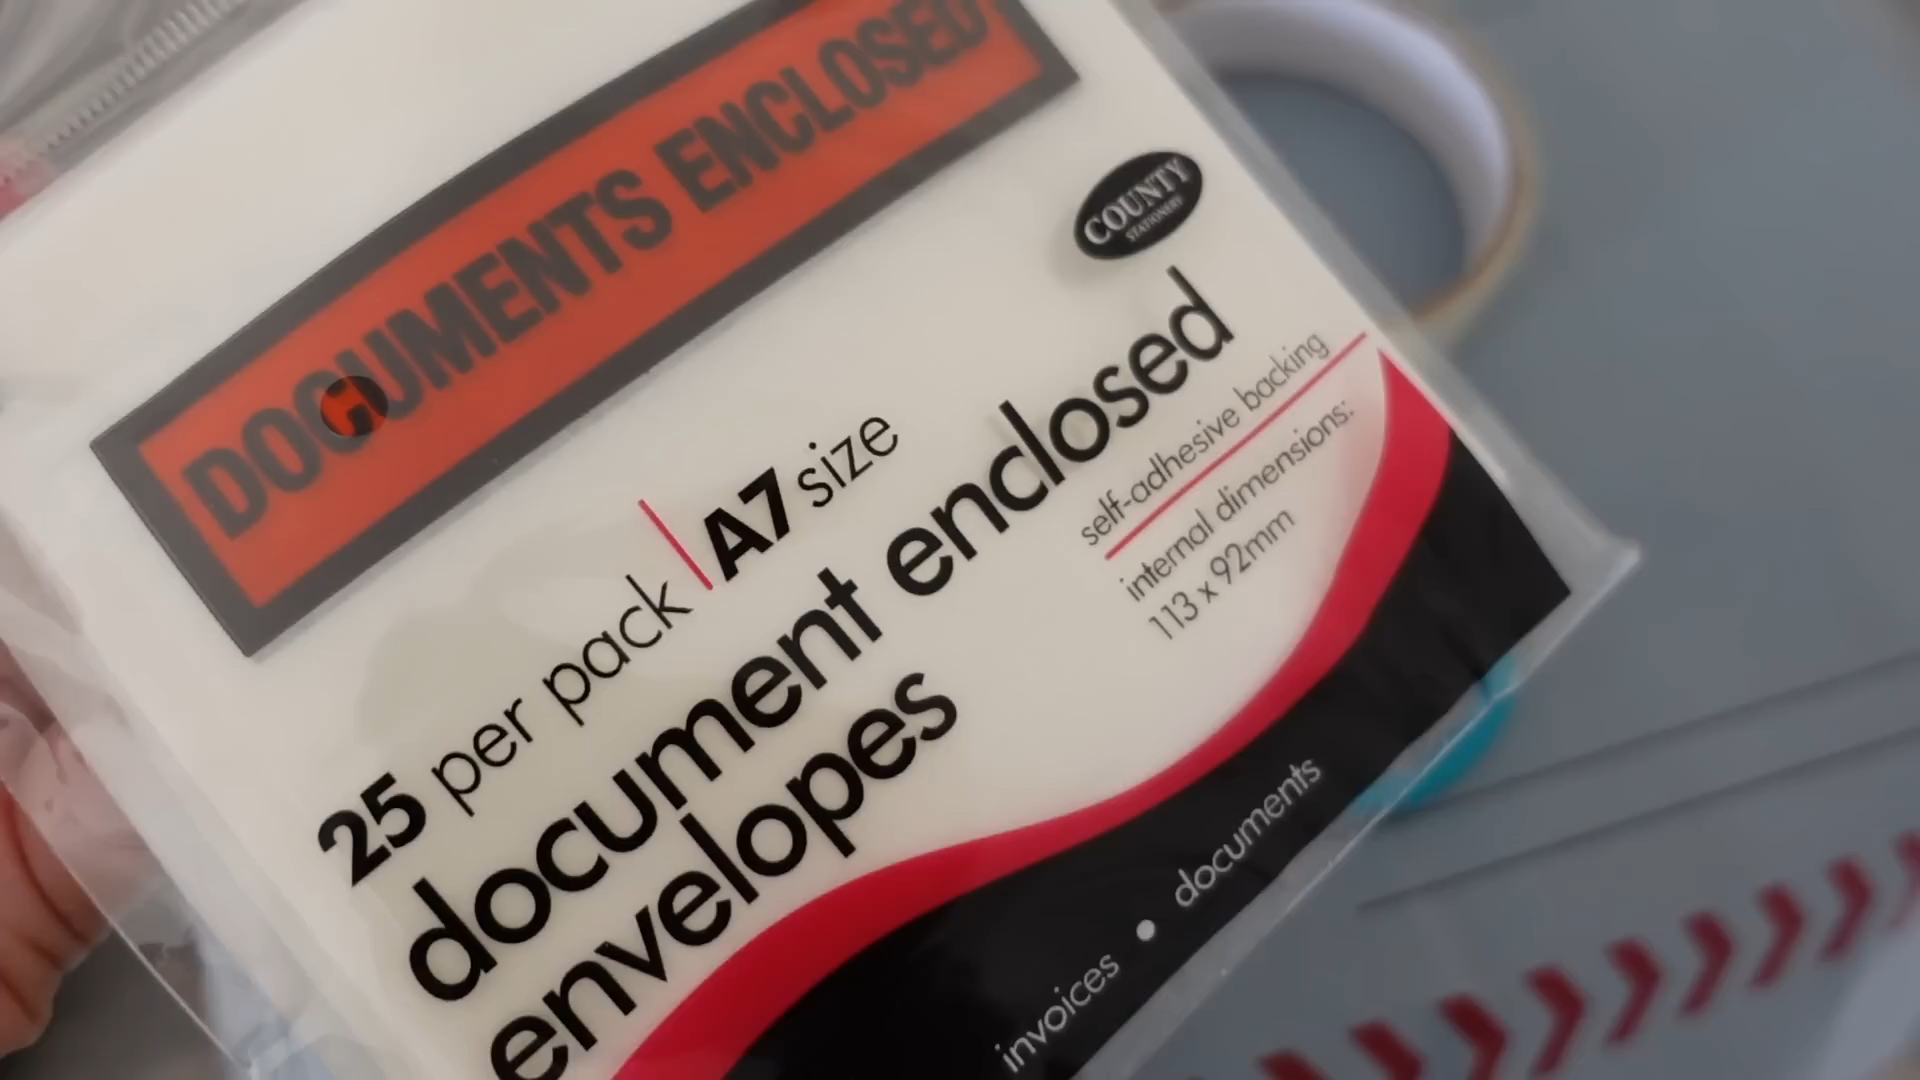 DOCUMENTS ENCLOSED
COUNTY
STATIONERY
25 per pack | A7 size
document enclosed
envelopes
self-adhesive backing
internal dimensions:
113 x 92mm
invoices • documents